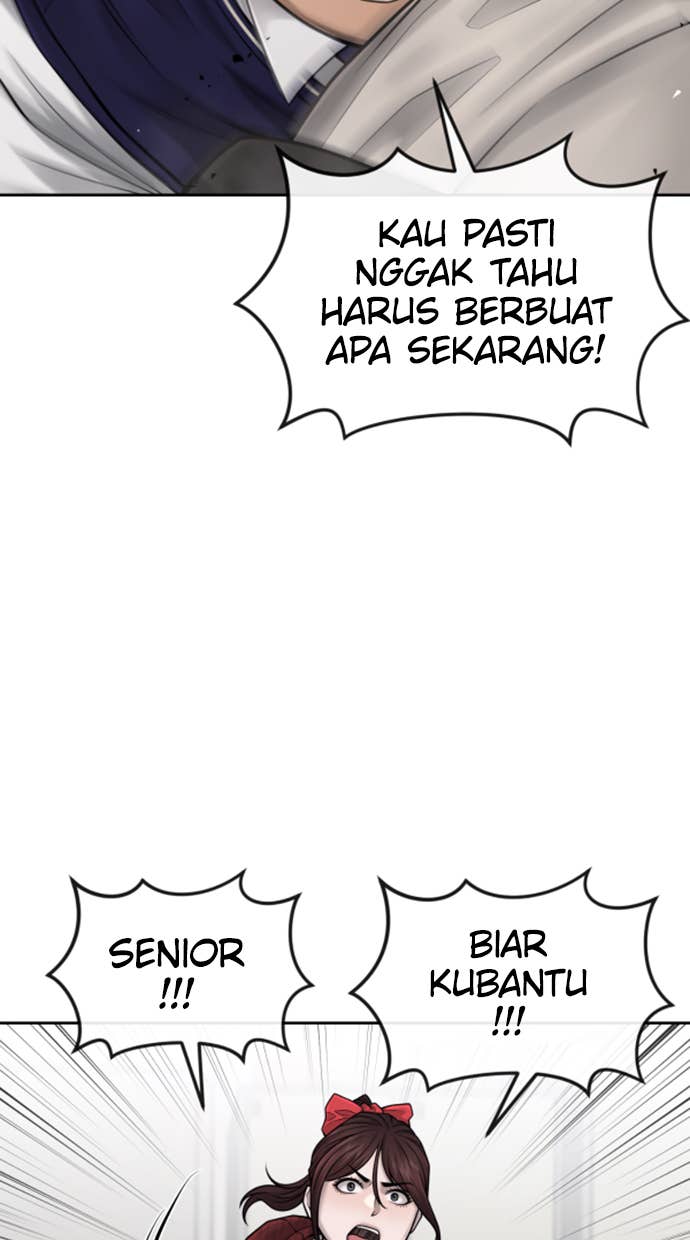 KAU PASTI
NGGAK TAHU
HARUS BERBUAT
APA SEKARANG!
SENIOR
!!!
BIAR
KUBANTU
!!!